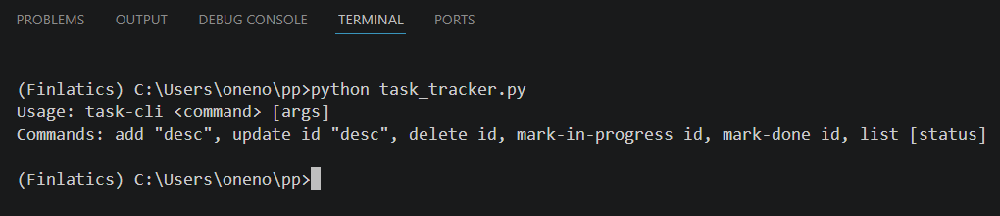 PROBLEMS OUTPUT DEBUG CONSOLE TERMINAL PORTS
(Finlatics) C:\Users\oneno\pp>python task_tracker.py
Usage: task-cli <command> [args]
Commands: add "desc", update id "desc", delete id, mark-in-progress id, mark-done id, list [status]
(Finlatics) C:\Users\oneno\pp>